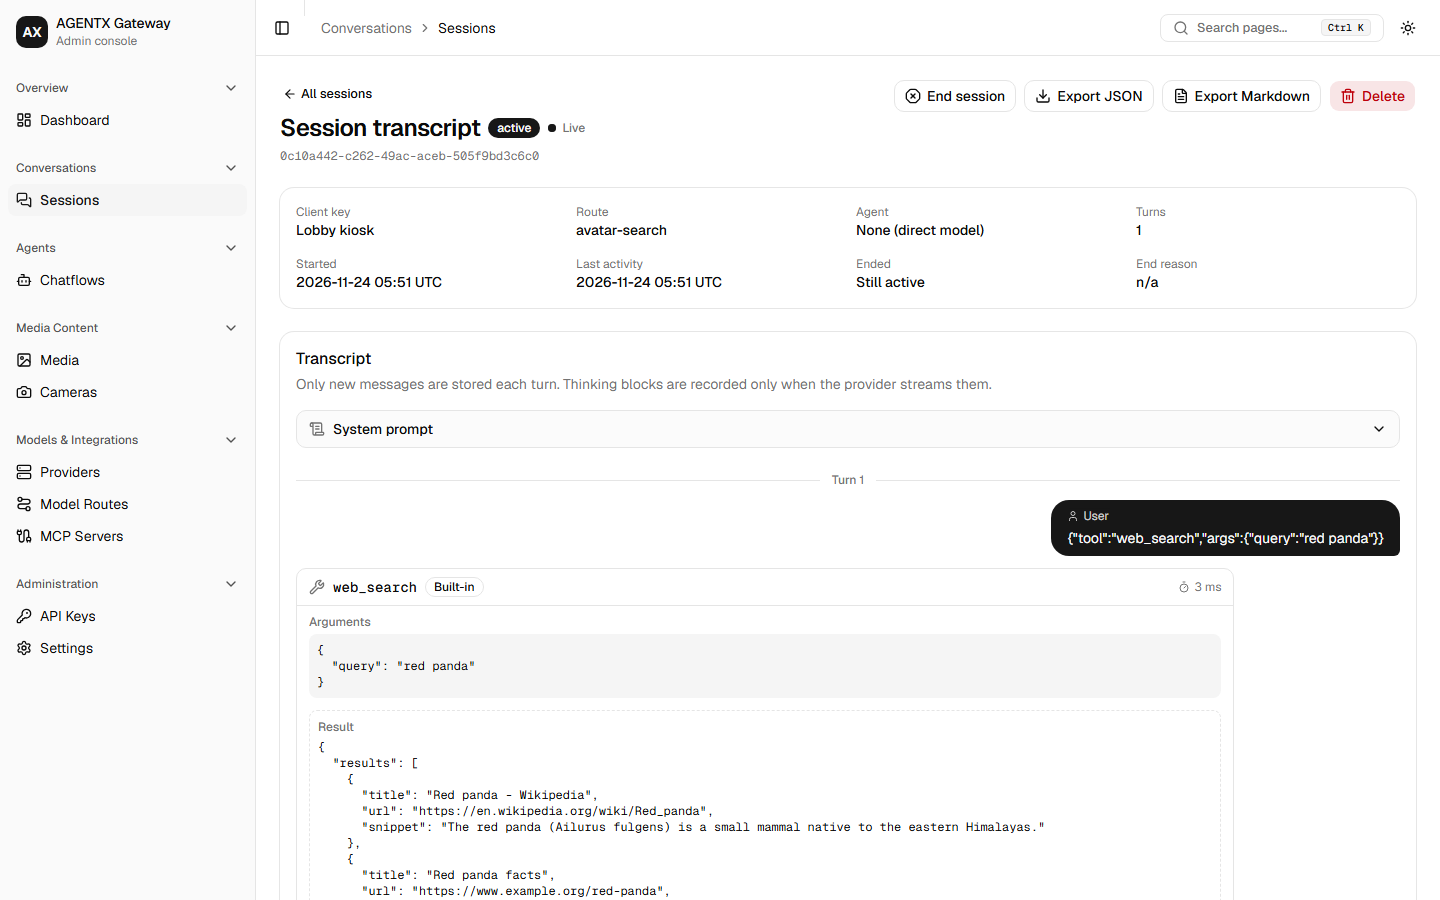 AX
AGENTX Gateway
Admin console
Overview
Dashboard
Conversations
Sessions
Agents
Chatflows
Media Content
Media
Cameras
Models & Integrations
Providers
Model Routes
MCP Servers
Administration
API Keys
Settings
Conversations > Sessions
Search pages...
Ctrl K
← All sessions
End session
Export JSON
Export Markdown
Delete
Session transcript active Live
0c10a442-c262-49ac-aceb-505f9bd3c6c0
Client key
Lobby kiosk
Route
avatar-search
Agent
None (direct model)
Turns
1
Started
2026-11-24 05:51 UTC
Last activity
2026-11-24 05:51 UTC
Ended
Still active
End reason
n/a
Transcript
Only new messages are stored each turn. Thinking blocks are recorded only when the provider streams them.
System prompt
Turn 1
User
{"tool":"web_search","args":{"query":"red panda"}}
web_search Built-in 3 ms
Arguments
{
"query": "red panda"
}
Result
{
"results": [
{
"title": "Red panda - Wikipedia",
"url": "https://en.wikipedia.org/wiki/Red_panda",
"snippet": "The red panda (Ailurus fulgens) is a small mammal native to the eastern Himalayas."
},
{
"title": "Red panda facts",
"url": "https://www.example.org/red-panda",